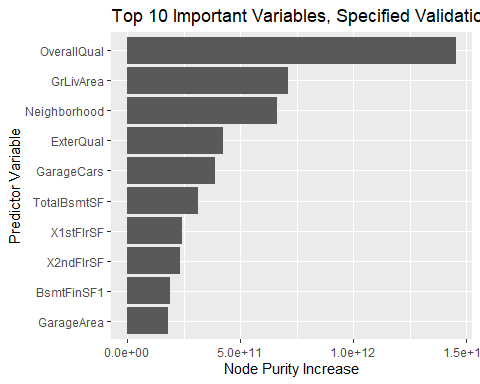 Top 10 Important Variables, Specified Validatio
OverallQual
GrLivArea
Neighborhood
ExterQual
GarageCars
TotalBsmtSF
X1stFlrSF
X2ndFlrSF
BsmtFinSF1
GarageArea
Predictor Variable
0.0e+00 5.0e+11 1.0e+12 1.5e+1
Node Purity Increase